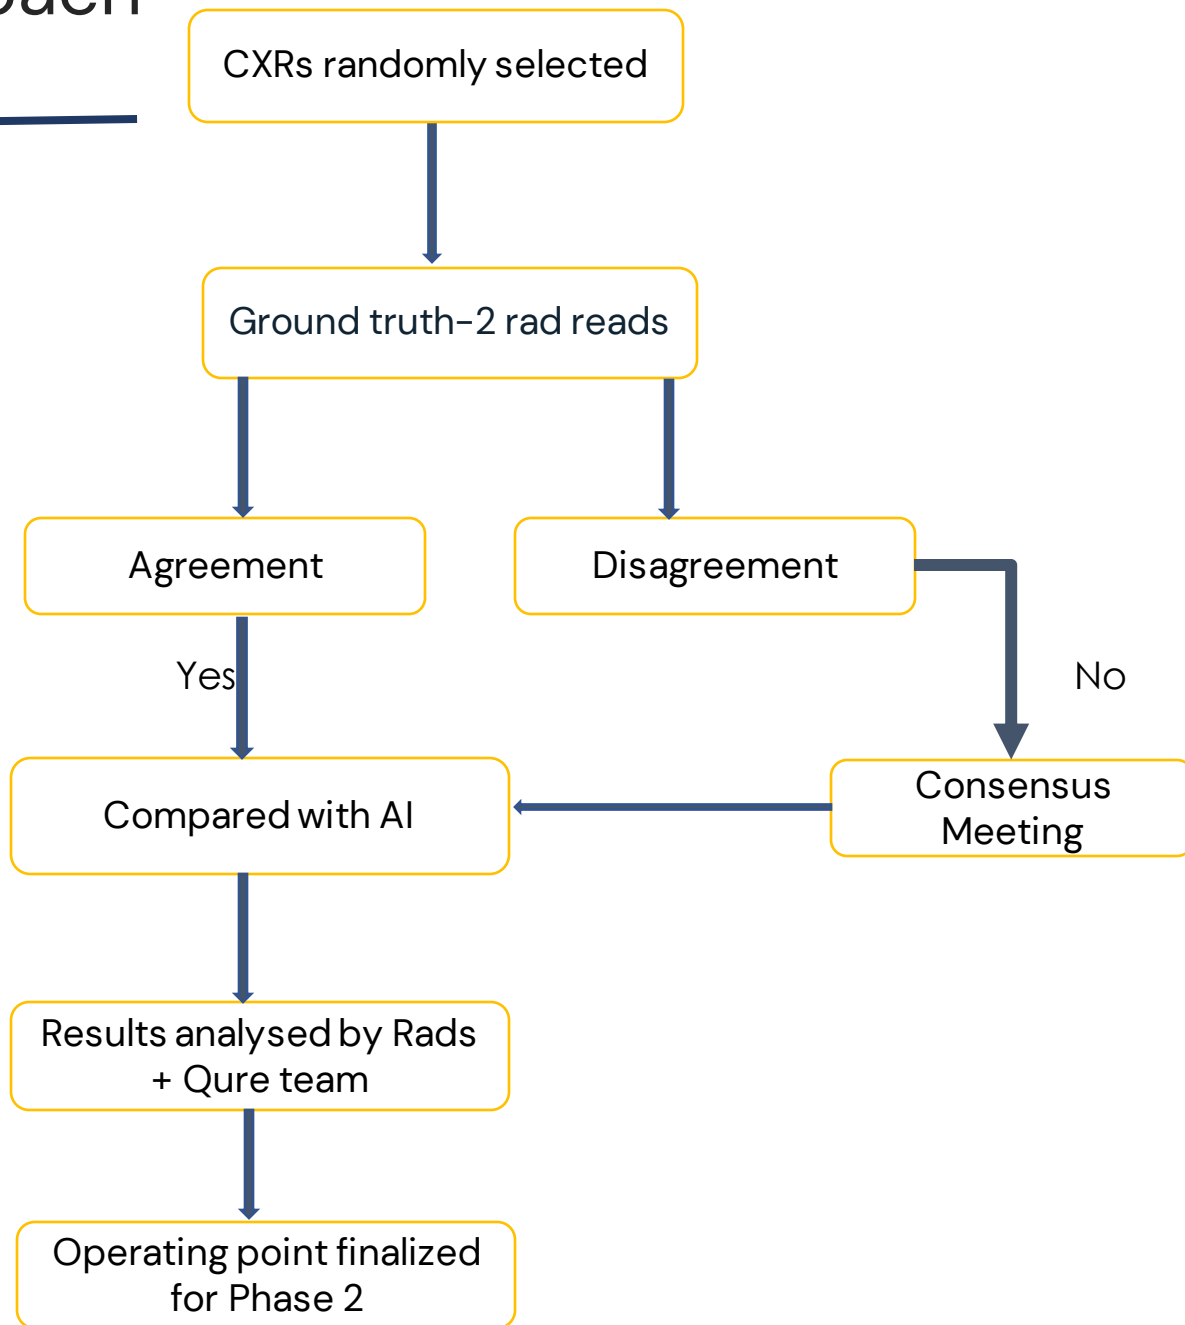 CXRs randomly selected
Ground truth-2 rad reads
Agreement
Disagreement
Yes
No
Compared with AI
Consensus
Meeting
Results analysed by Rads
+ Qure team
Operating point finalized
for Phase 2